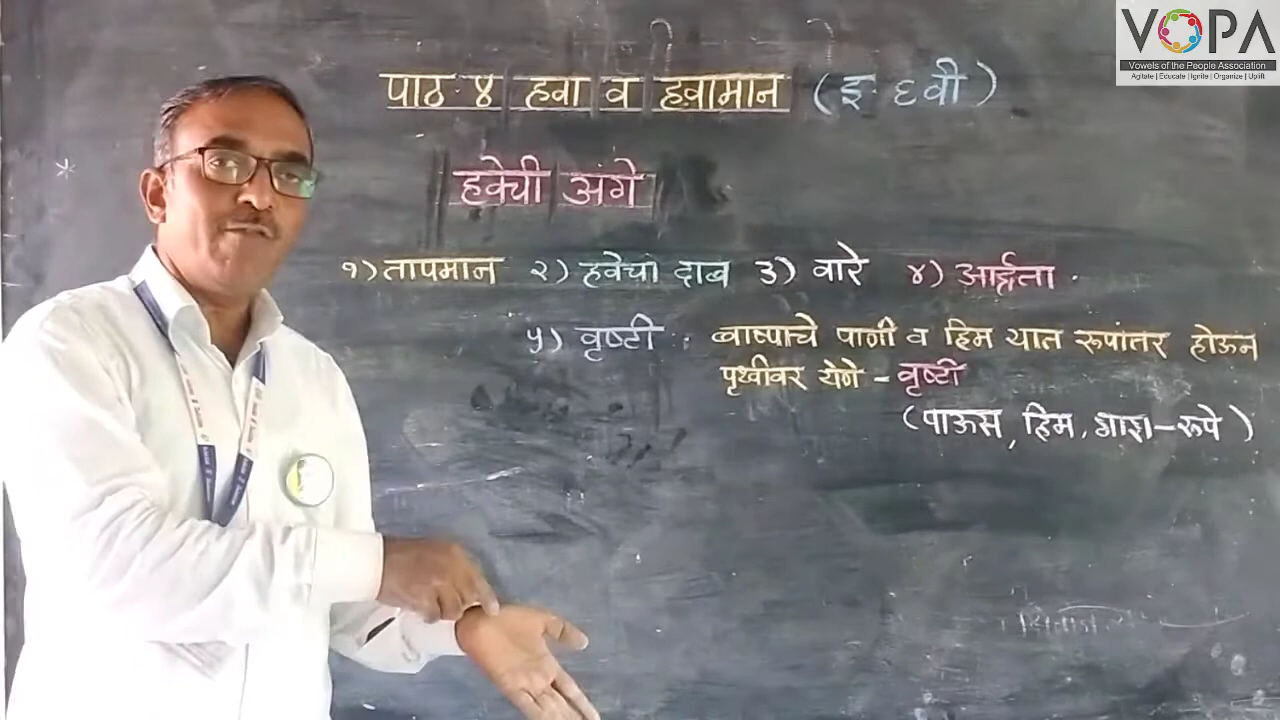 VOPA
Vowels of the People Association
Agitate | Educate | Ignite | Organize | Uplift
पाठ. ४ हवा व हवामान (इ. ६वी)
हवेची अंगे
१) तापमान २) हवेचा दाब ३) वारे ४) आर्द्रता.
५) वृष्टी : बाष्पाचे पाणी व हिम यात रुपांतर होऊन
पृथ्वीवर येणे - वृष्टी
(पाऊस, हिम, गारा-रुपे)